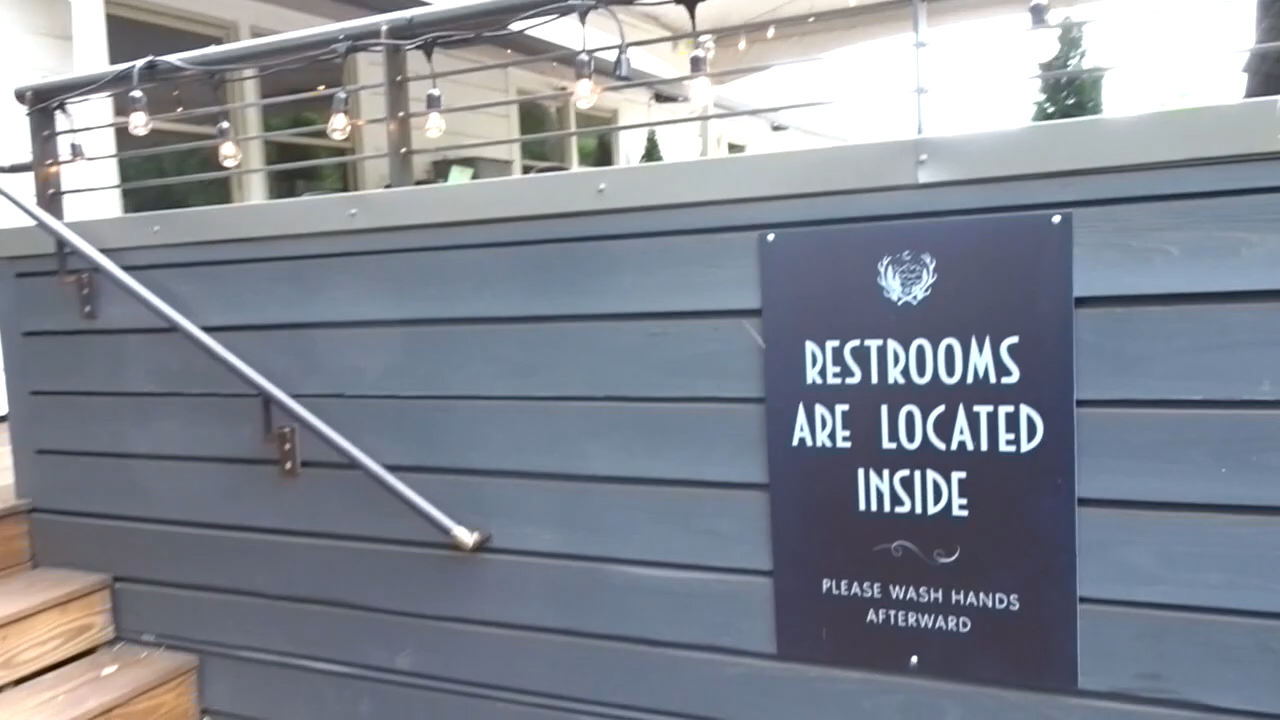 RESTROOMS
ARE LOCATED
INSIDE
PLEASE WASH HANDS
AFTERWARD